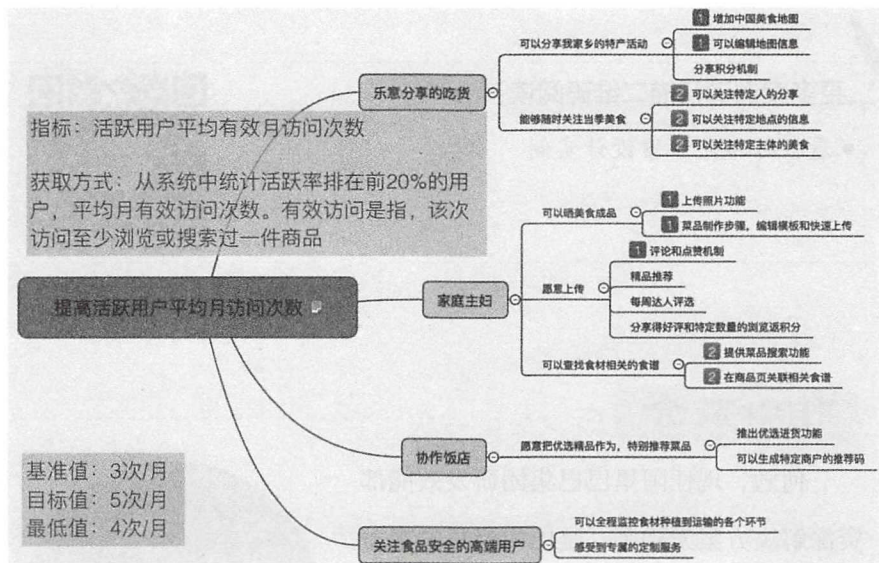 1 增加中国美食地图
可以分享我家乡的特产活动
1 可以编辑地图信息
分享积分机制
乐意分享的吃货
2 可以关注特定人的分享
能够随时关注当季美食
2 可以关注特定地点的信息
2 可以关注特定主体的美食
指标：活跃用户平均有效月访问次数
获取方式：从系统中统计活跃率排在前20%的用
户，平均月有效访问次数。有效访问是指，该次
访问至少浏览或搜索过一件商品
1 上传照片功能
可以晒美食成品
1 菜品制作步骤，编辑模板和快速上传
1 评论和点赞机制
精品推荐
家庭主妇
愿意上传
每周达人评选
分享得好评和特定数量的浏览返积分
提高活跃用户平均月访问次数
2 提供菜品搜索功能
可以查找食材相关的食谱
2 在商品页关联相关食谱
推出优选进货功能
协作饭店
愿意把优选精品作为，特别推荐菜品
可以生成特定商户的推荐码
基准值：3次/月
目标值：5次/月
最低值：4次/月
可以全程监控食材种植到运输的各个环节
关注食品安全的高端用户
感受到专属的定制服务